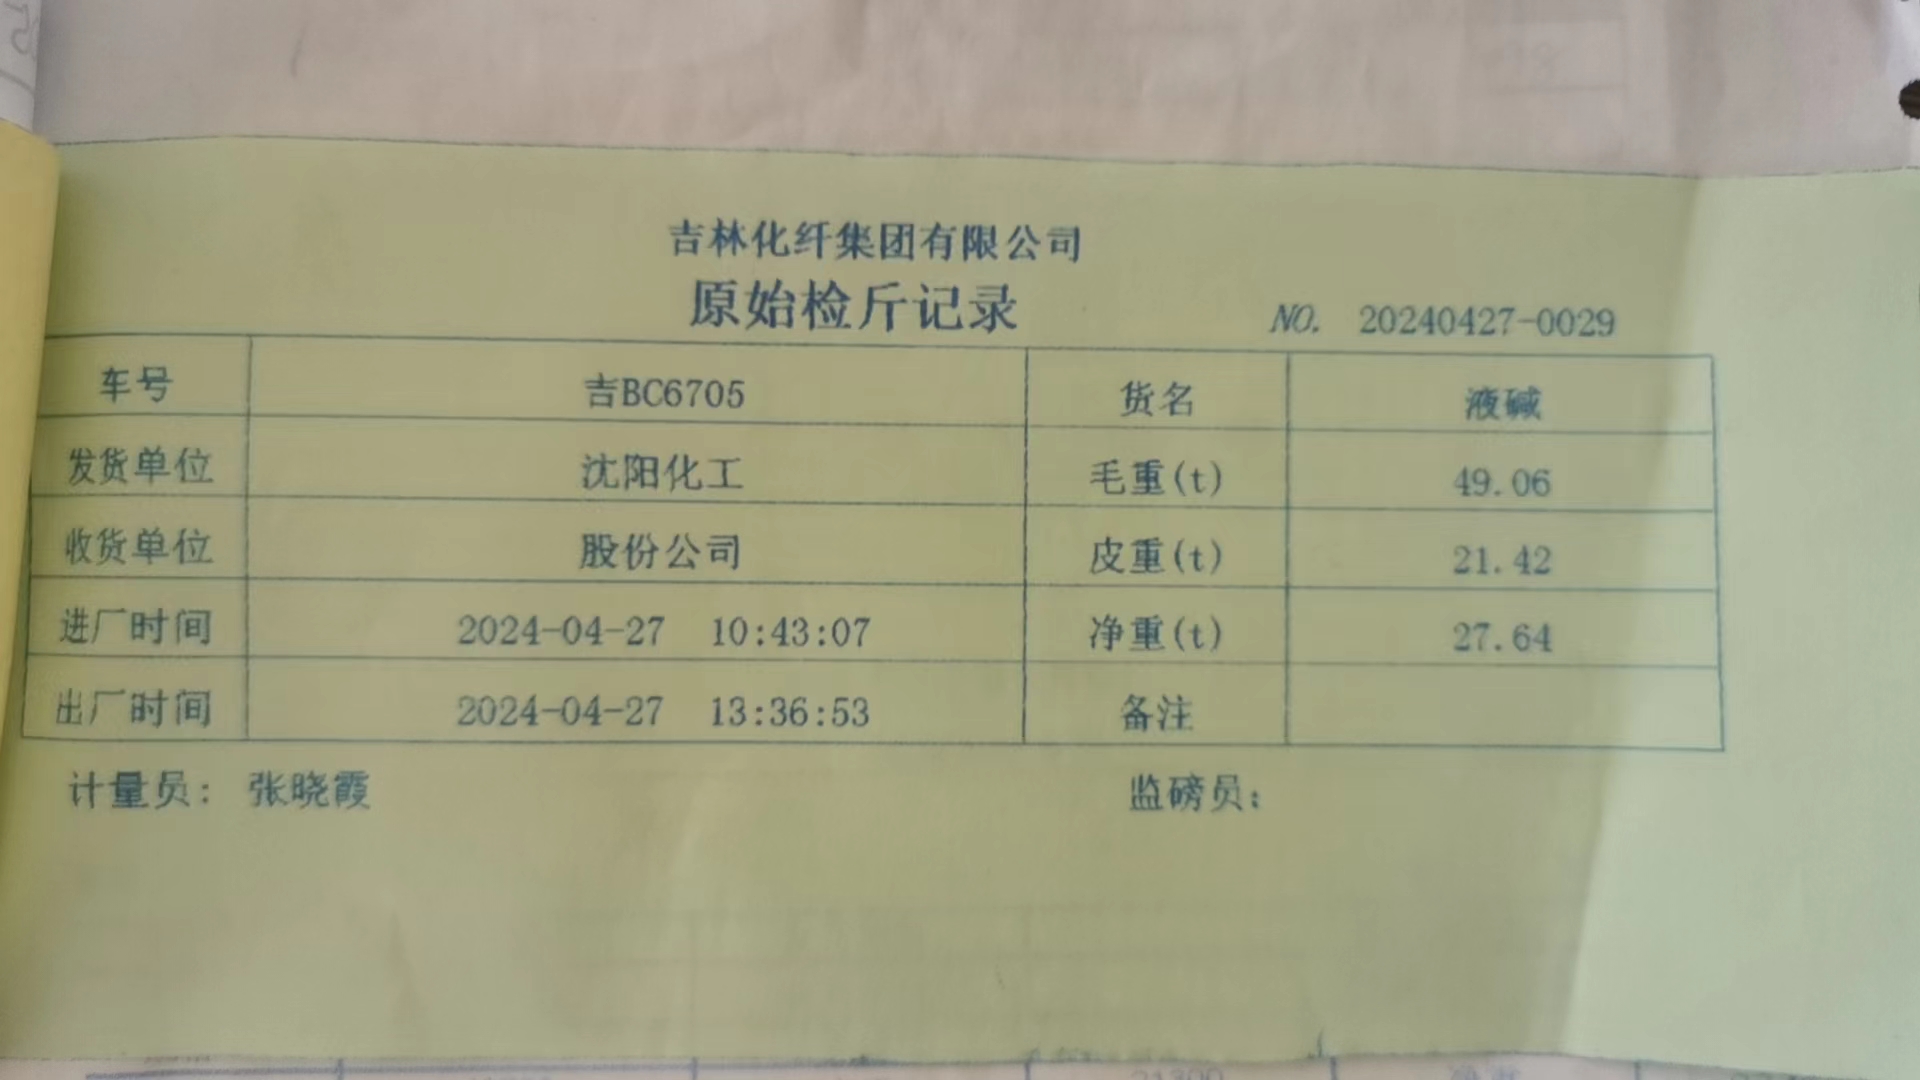 吉林化纤集团有限公司
原始检斤记录
NO. 20240427-0029
车号 吉BC6705 货名 液碱
发货单位 沈阳化工 毛重(t) 49.06
收货单位 股份公司 皮重(t) 21.42
进厂时间 2024-04-27 10:43:07 净重(t) 27.64
出厂时间 2024-04-27 13:36:53 备注
计量员: 张晓霞 监磅员: